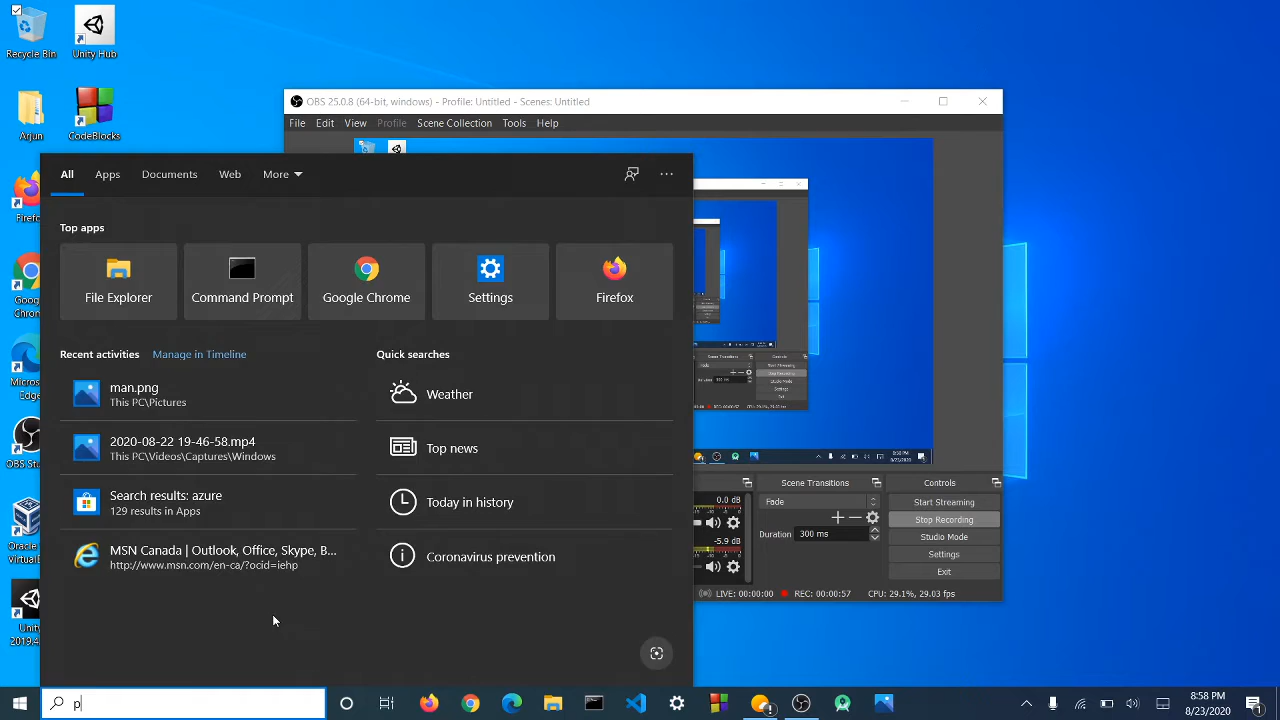 Recycle Bin
Unity Hub
Arjun
CodeBlocks
OBS 25.0.8 (64-bit, windows) - Profile: Untitled - Scenes: Untitled
File Edit View Profile Scene Collection Tools Help
All Apps Documents Web More
Top apps
File Explorer Command Prompt Google Chrome Settings Firefox
Recent activities Manage in Timeline
man.png
This PC\Pictures
2020-08-22 19-46-58.mp4
This PC\Videos\Captures\Windows
Search results: azure
129 results in Apps
MSN Canada | Outlook, Office, Skype, B...
http://www.msn.com/en-ca/?ocid=iehp
Quick searches
Weather
Top news
Today in history
Coronavirus prevention
Scene Transitions
Fade
Duration 300 ms
0.0 dB
-5.9 dB
Controls
Start Streaming
Stop Recording
Studio Mode
Settings
Exit
LIVE: 00:00:00 REC: 00:00:57 CPU: 29.1%, 29.03 fps
p
8:58 PM
8/23/2020